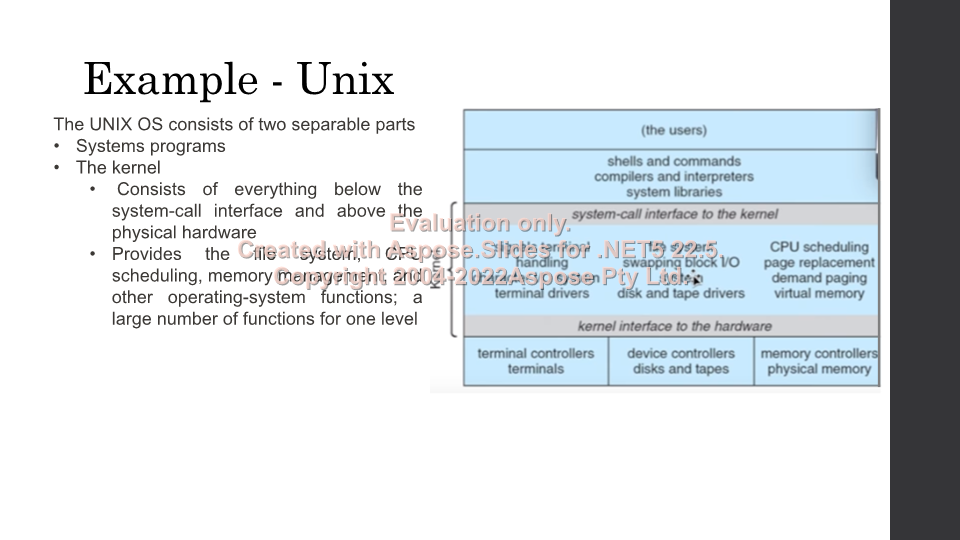 Example - Unix
The UNIX OS consists of two separable parts
• Systems programs
• The kernel
• Consists of everything below the
system-call interface and above the
physical hardware
• Provides the file system, CPU
scheduling, memory management, and
other operating-system functions; a
large number of functions for one level
(the users)
shells and commands
compilers and interpreters
system libraries
system-call interface to the kernel
terminal
handling
system
terminal drivers
file system
swapping block I/O
system
disk and tape drivers
CPU scheduling
page replacement
demand paging
virtual memory
kernel interface to the hardware
terminal controllers
terminals
device controllers
disks and tapes
memory controllers
physical memory
Evaluation only.
Created with Aspose.Slides for .NET5 22.5.
Copyright 2004-2022Aspose Pty Ltd.